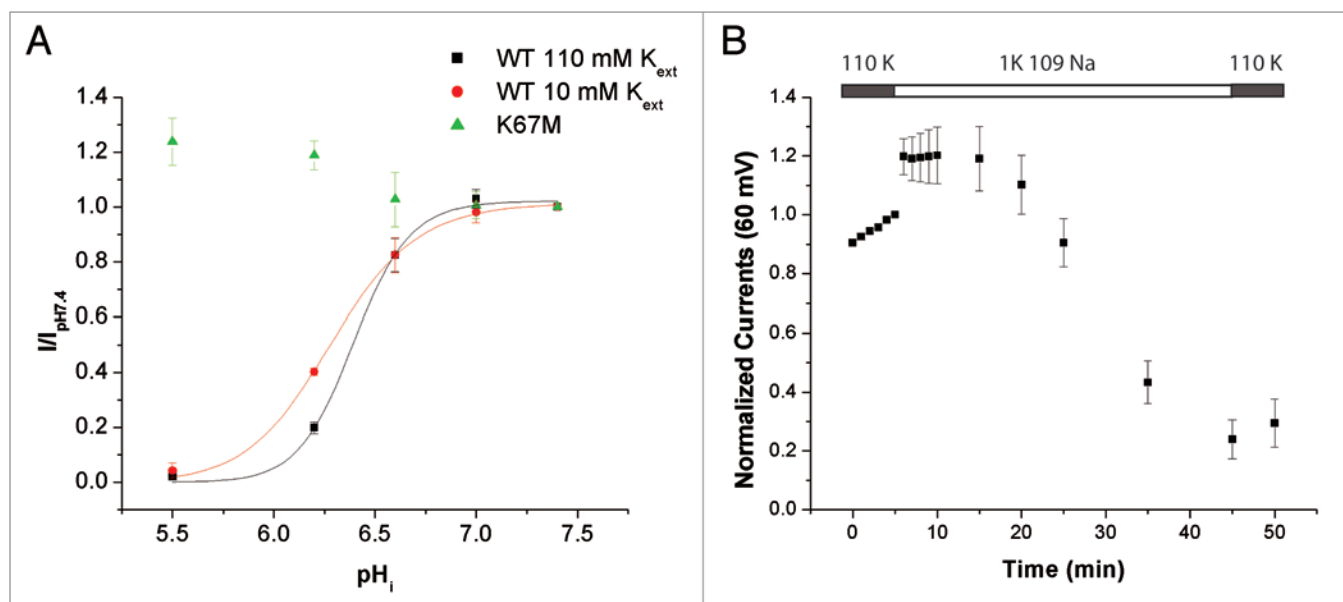 A
WT 110 mM K_ext
WT 10 mM K_ext
K67M
1.4
1.2
1.0
0.8
0.6
0.4
0.2
0.0
I/I_pH7.4
5.5 6.0 6.5 7.0 7.5
pH_i
B
110 K 1K 109 Na 110 K
1.4
1.2
1.0
0.8
0.6
0.4
0.2
0.0
Normalized Currents (60 mV)
0 10 20 30 40 50
Time (min)